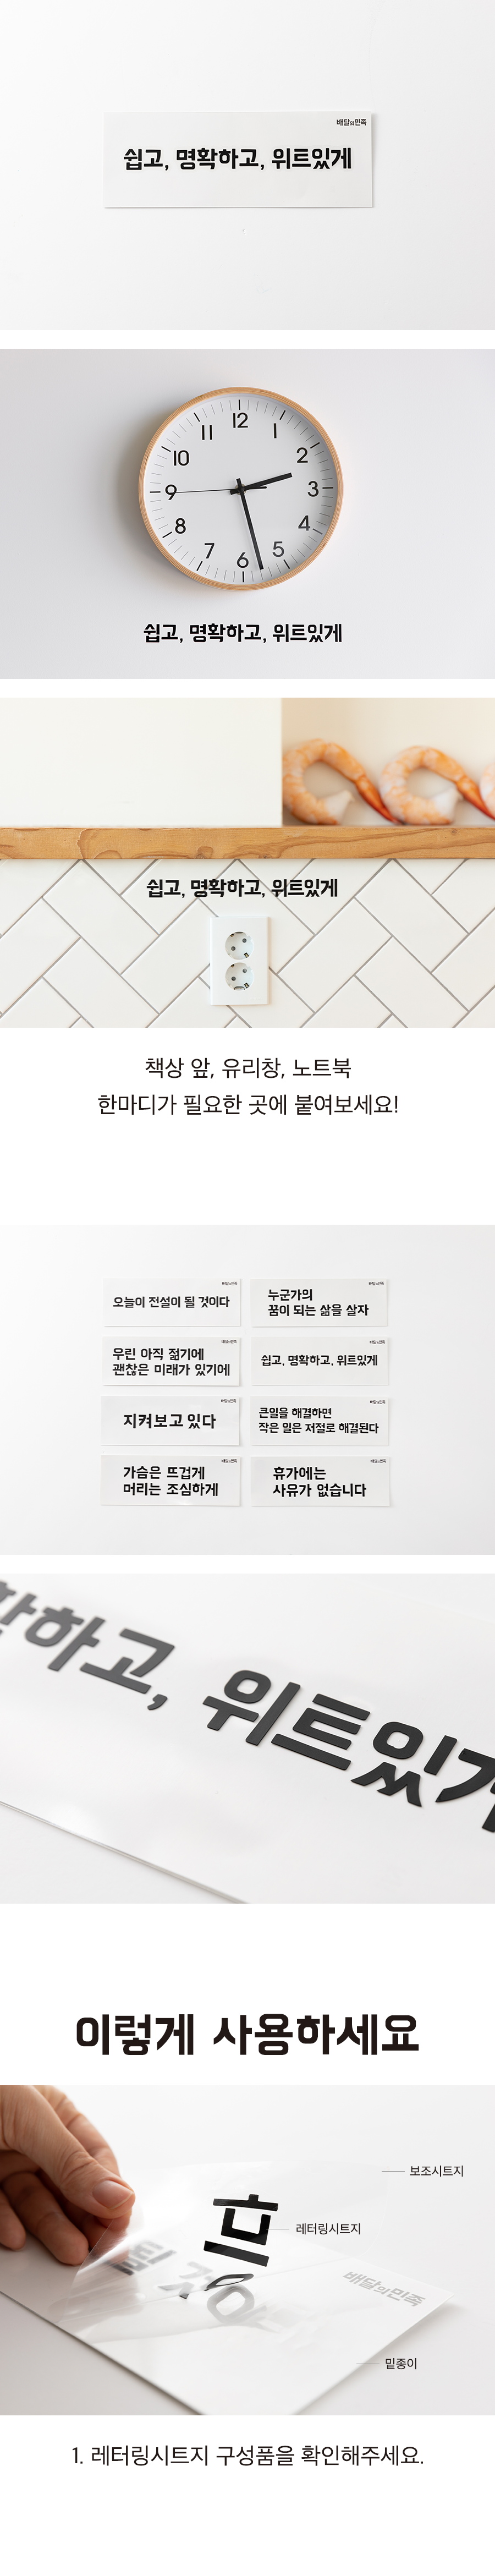 배달의민족
쉽고, 명확하고, 위트있게
12
11
1
10
2
9
3
8
4
7
5
6
쉽고, 명확하고, 위트있게
쉽고, 명확하고, 위트있게
책상 앞, 유리창, 노트북
한마디가 필요한 곳에 붙여보세요!
배달의민족
오늘이 전설이 될 것이다
배달의민족
누군가의
꿈이 되는 삶을 살자
배달의민족
우린 아직 젊기에
괜찮은 미래가 있기에
배달의민족
쉽고, 명확하고, 위트있게
배달의민족
지켜보고 있다
배달의민족
큰일을 해결하면
작은 일은 저절로 해결된다
배달의민족
가슴은 뜨겁게
머리는 조심하게
배달의민족
휴가에는
사유가 없습니다
확하고, 위트있게
이렇게 사용하세요
보조시트지
레터링시트지
배달의민족
밑종이
1. 레터링시트지 구성품을 확인해주세요.